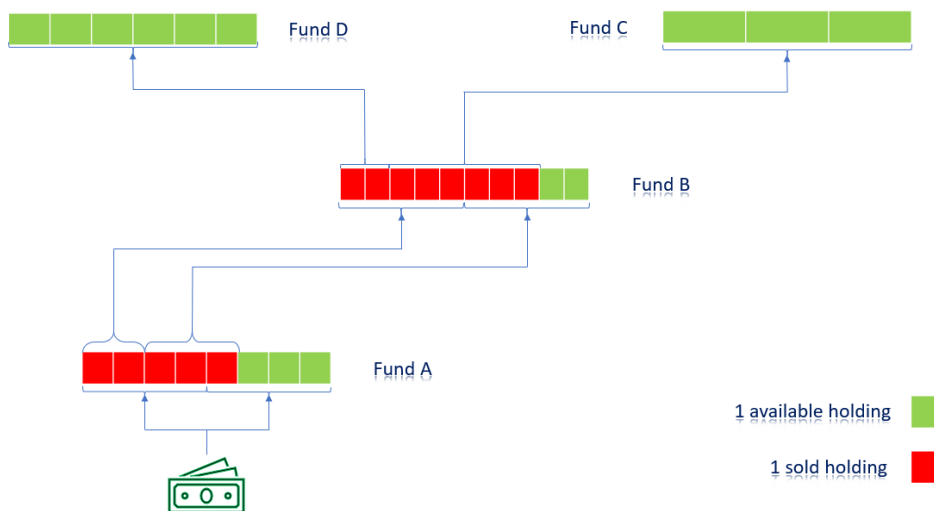 Fund D
Fund C
Fund B
Fund A
1 available holding
1 sold holding